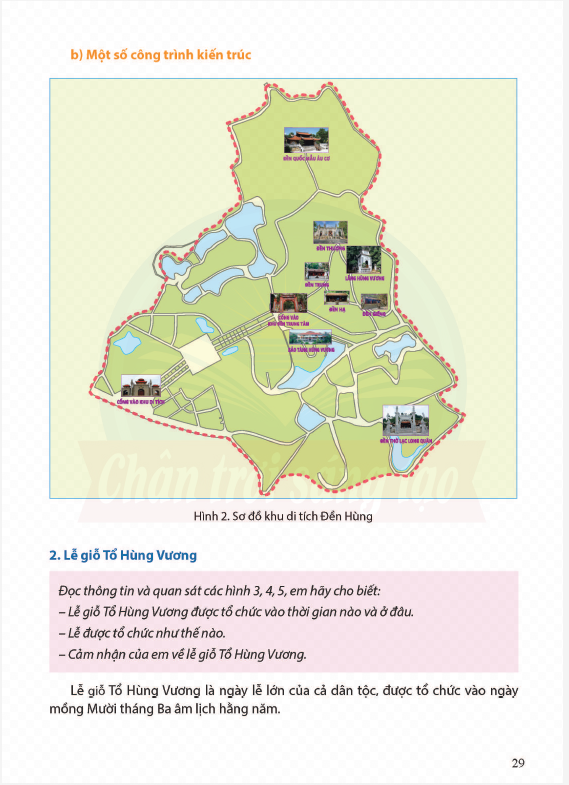 b) Một số công trình kiến trúc
ĐỀN QUỐC MẪU ÂU CƠ
ĐỀN THƯỢNG
LĂNG HÙNG VƯƠNG
ĐỀN TRUNG
ĐỀN HẠ
ĐỀN GIẾNG
CỔNG VÀO
KHU ĐỀN TRUNG TÂM
BẢO TÀNG HÙNG VƯƠNG
CỔNG VÀO KHU DI TÍCH
ĐỀN THỜ LẠC LONG QUÂN
Chân trời sáng tạo
Hình 2. Sơ đồ khu di tích Đền Hùng
2. Lễ giỗ Tổ Hùng Vương
Đọc thông tin và quan sát các hình 3, 4, 5, em hãy cho biết:
– Lễ giỗ Tổ Hùng Vương được tổ chức vào thời gian nào và ở đâu.
– Lễ được tổ chức như thế nào.
– Cảm nhận của em về lễ giỗ Tổ Hùng Vương.
Lễ giỗ Tổ Hùng Vương là ngày lễ lớn của cả dân tộc, được tổ chức vào ngày
mồng Mười tháng Ba âm lịch hằng năm.
29